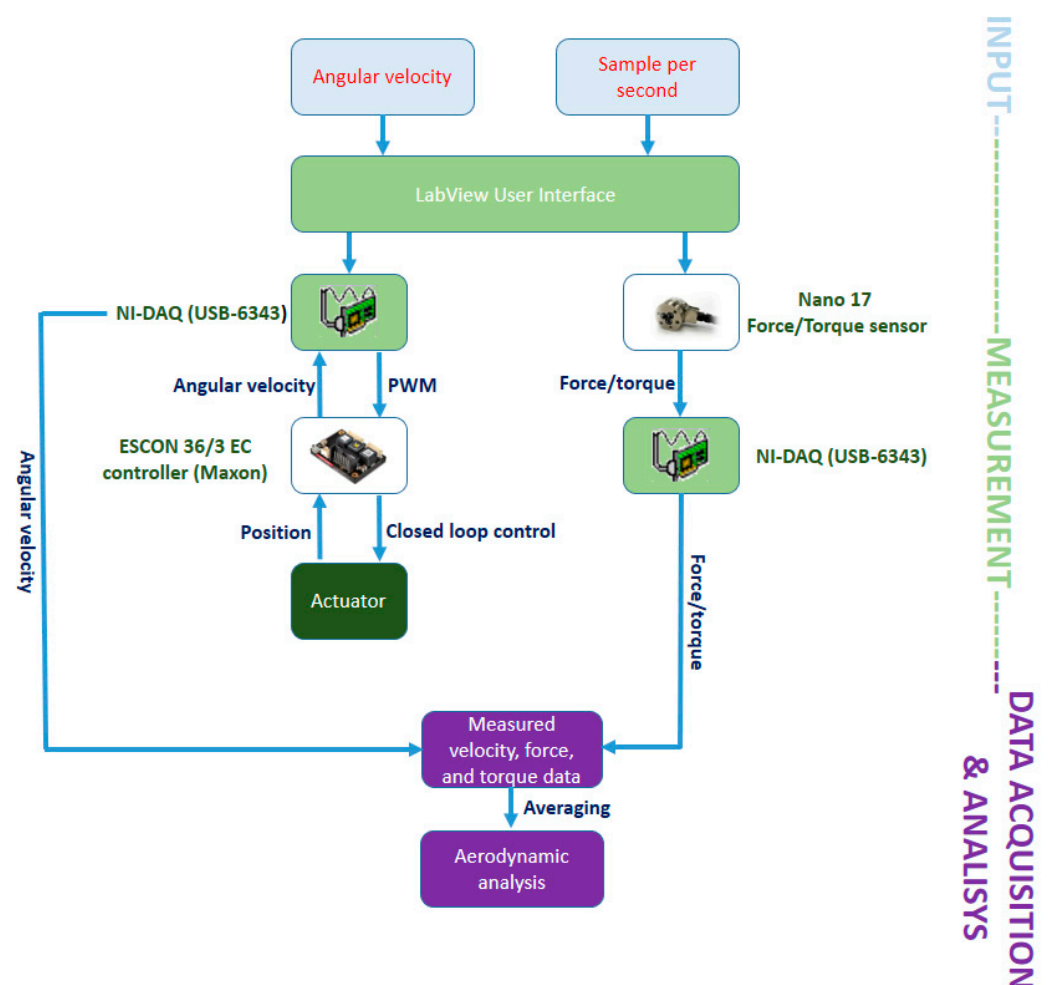 Angular velocity
Sample per
second
LabView User Interface
NI-DAQ (USB-6343)
Nano 17
Force/Torque sensor
Angular velocity
PWM
Force/torque
ESCON 36/3 EC
controller (Maxon)
NI-DAQ (USB-6343)
Angular velocity
Position
Closed loop control
Force/torque
Actuator
Measured
velocity, force,
and torque data
Averaging
Aerodynamic
analysis
INPUT---------------------MEASUREMENT-----------
DATA ACQUISITION
& ANALISYS